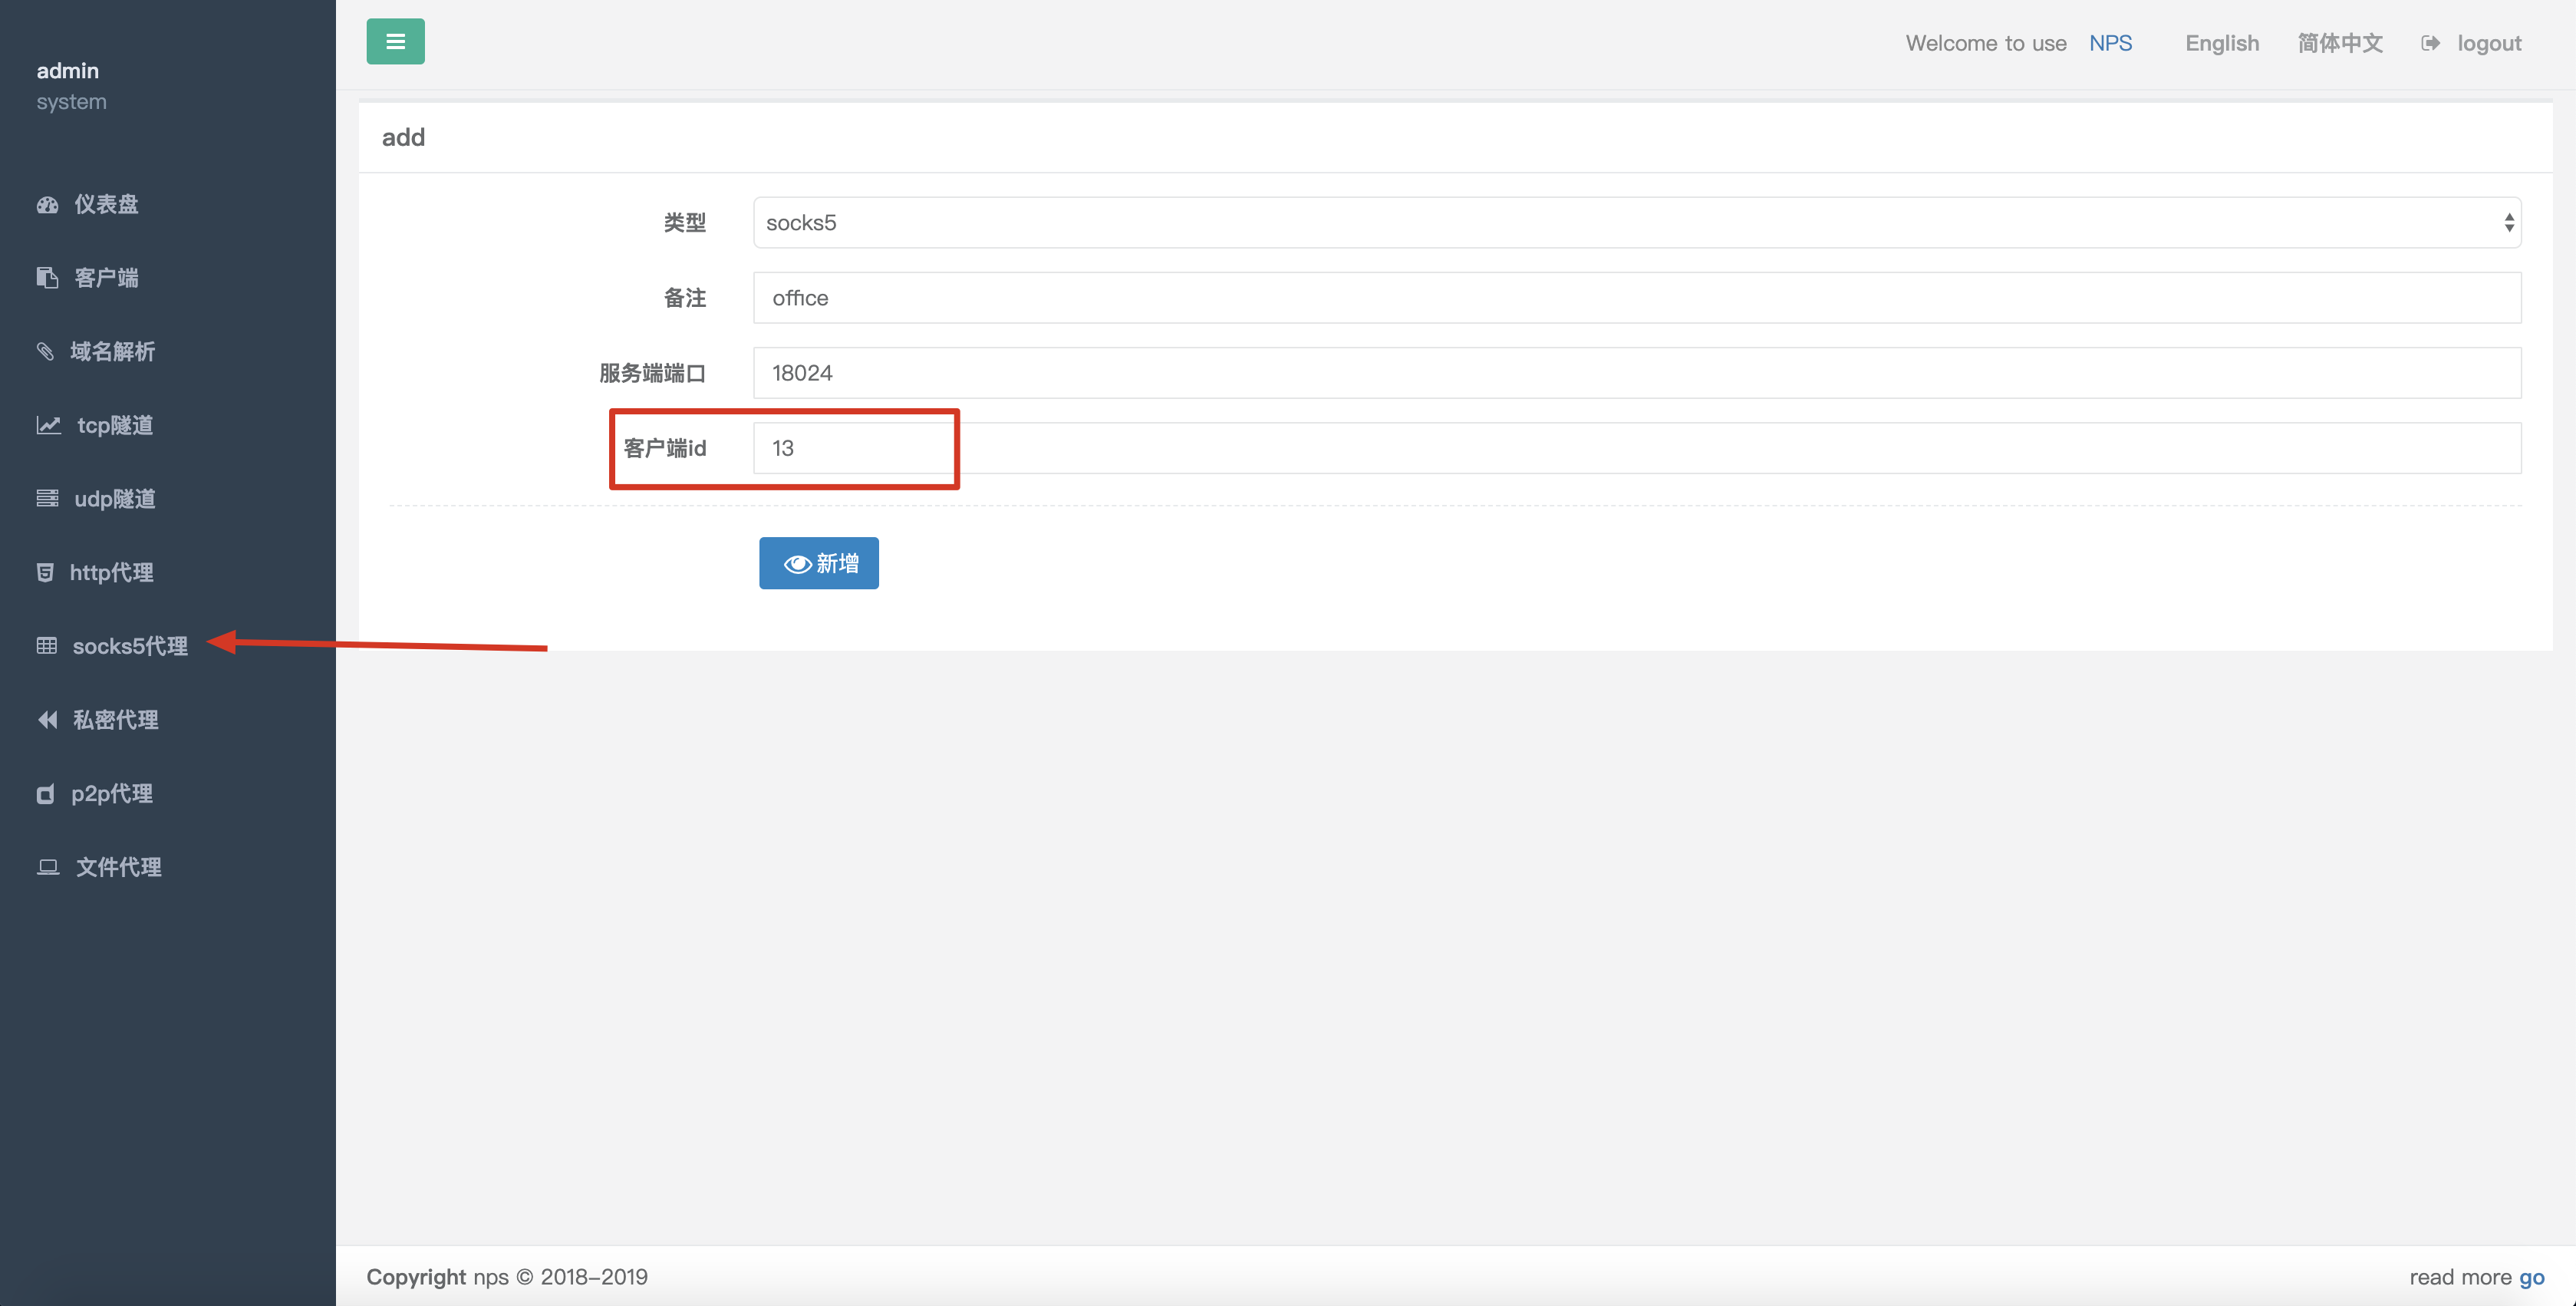 admin
system
仪表盘
客户端
域名解析
tcp隧道
udp隧道
http代理
socks5代理
私密代理
p2p代理
文件代理
Welcome to use NPS English 简体中文 logout
add
类型 socks5
备注 office
服务端端口 18024
客户端id 13
新增
Copyright nps © 2018-2019 read more go